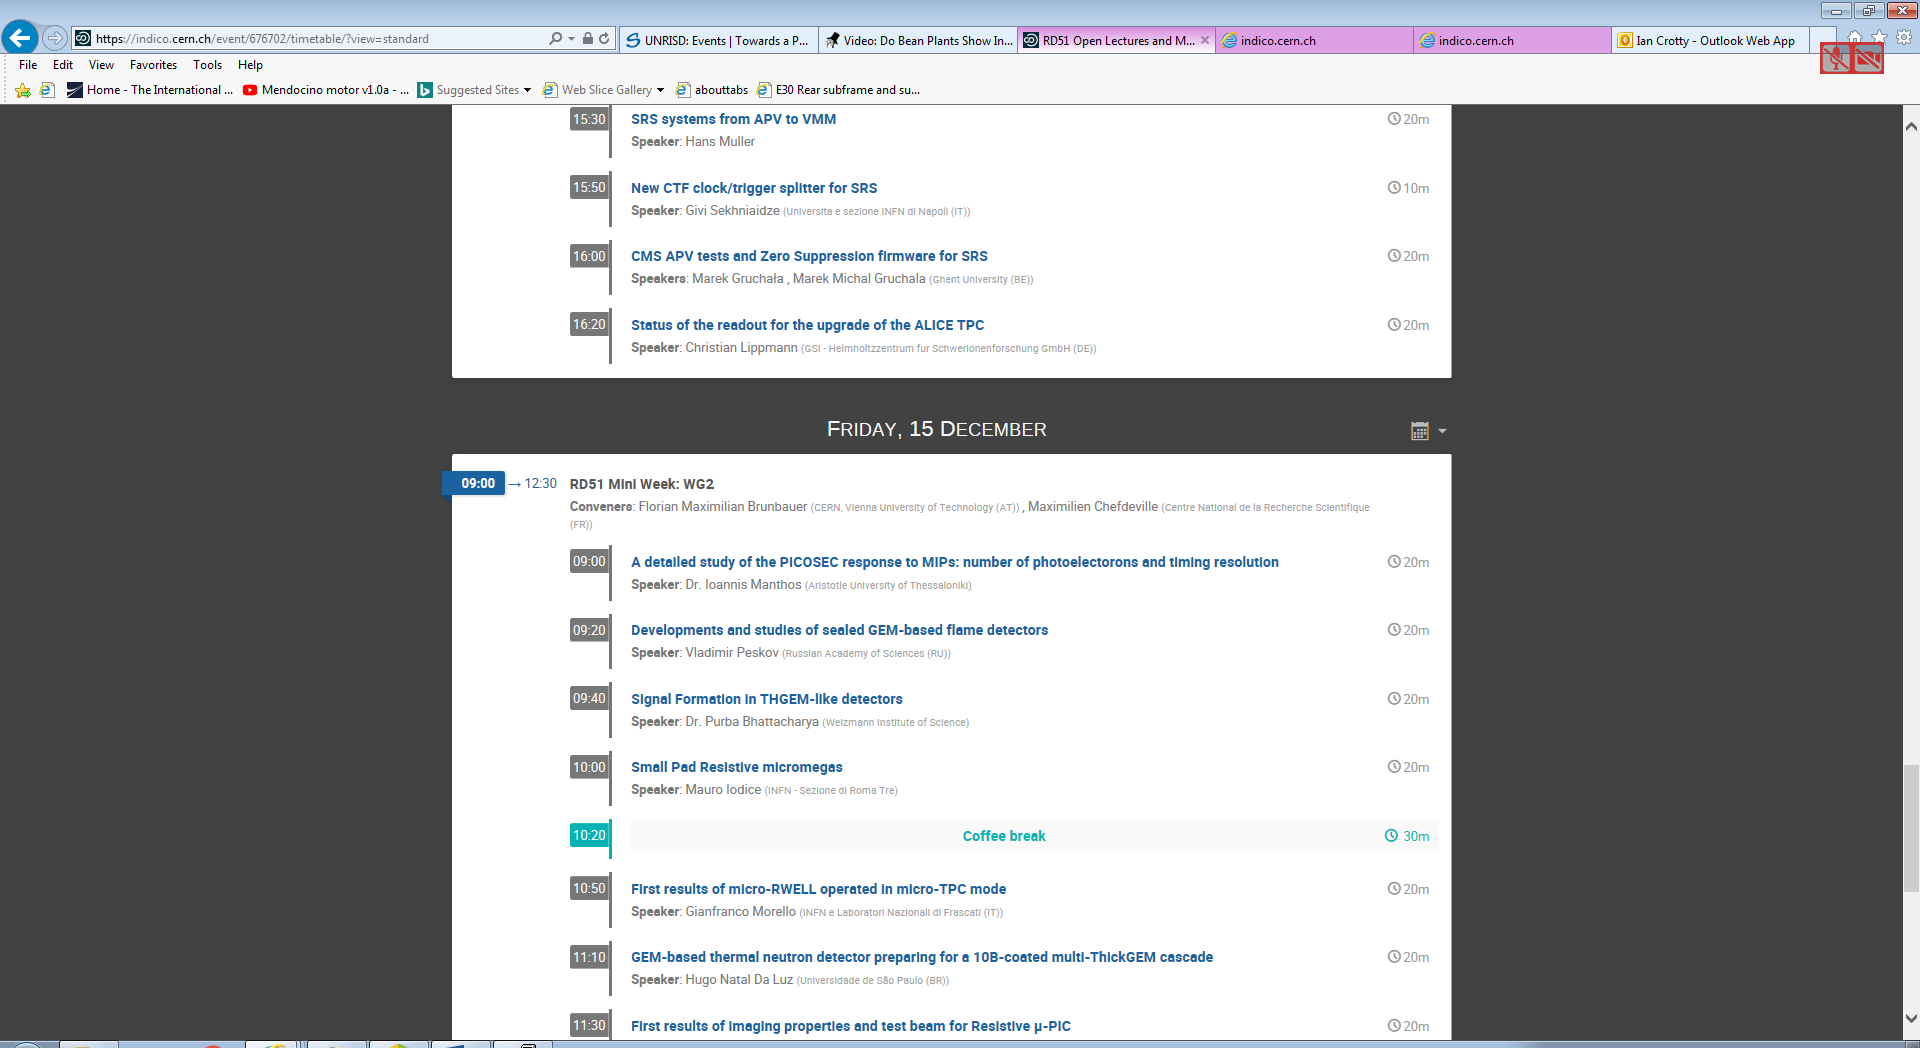 https://indico.cern.ch/event/676702/timetable/?view=standard
UNRISD: Events | Towards a P...
Video: Do Bean Plants Show In...
RD51 Open Lectures and M...
indico.cern.ch
indico.cern.ch
Ian Crotty - Outlook Web App
File Edit View Favorites Tools Help
Home - The International ...
Mendocino motor v1.0a - ...
Suggested Sites
Web Slice Gallery
abouttabs
E30 Rear subframe and su...
15:30 SRS systems from APV to VMM 20m
Speaker: Hans Muller
15:50 New CTF clock/trigger splitter for SRS 10m
Speaker: Givi Sekhniaidze (Universita e sezione INFN di Napoli (IT))
16:00 CMS APV tests and Zero Suppression firmware for SRS 20m
Speakers: Marek Gruchała , Marek Michal Gruchala (Ghent University (BE))
16:20 Status of the readout for the upgrade of the ALICE TPC 20m
Speaker: Christian Lippmann (GSI - Helmholtzzentrum fur Schwerionenforschung GmbH (DE))
FRIDAY, 15 DECEMBER
09:00 → 12:30 RD51 Mini Week: WG2
Conveners: Florian Maximilian Brunbauer (CERN, Vienna University of Technology (AT)) , Maximilien Chefdeville (Centre National de la Recherche Scientifique
(FR))
09:00 A detailed study of the PICOSEC response to MIPs: number of photoelectorons and timing resolution 20m
Speaker: Dr. Ioannis Manthos (Aristotle University of Thessaloniki)
09:20 Developments and studies of sealed GEM-based flame detectors 20m
Speaker: Vladimir Peskov (Russian Academy of Sciences (RU))
09:40 Signal Formation in THGEM-like detectors 20m
Speaker: Dr. Purba Bhattacharya (Weizmann Institute of Science)
10:00 Small Pad Resistive micromegas 20m
Speaker: Mauro Iodice (INFN - Sezione di Roma Tre)
10:20 Coffee break 30m
10:50 First results of micro-RWELL operated in micro-TPC mode 20m
Speaker: Gianfranco Morello (INFN e Laboratori Nazionali di Frascati (IT))
11:10 GEM-based thermal neutron detector preparing for a 10B-coated multi-ThickGEM cascade 20m
Speaker: Hugo Natal Da Luz (Universidade de São Paulo (BR))
11:30 First results of imaging properties and test beam for Resistive μ-PIC 20m